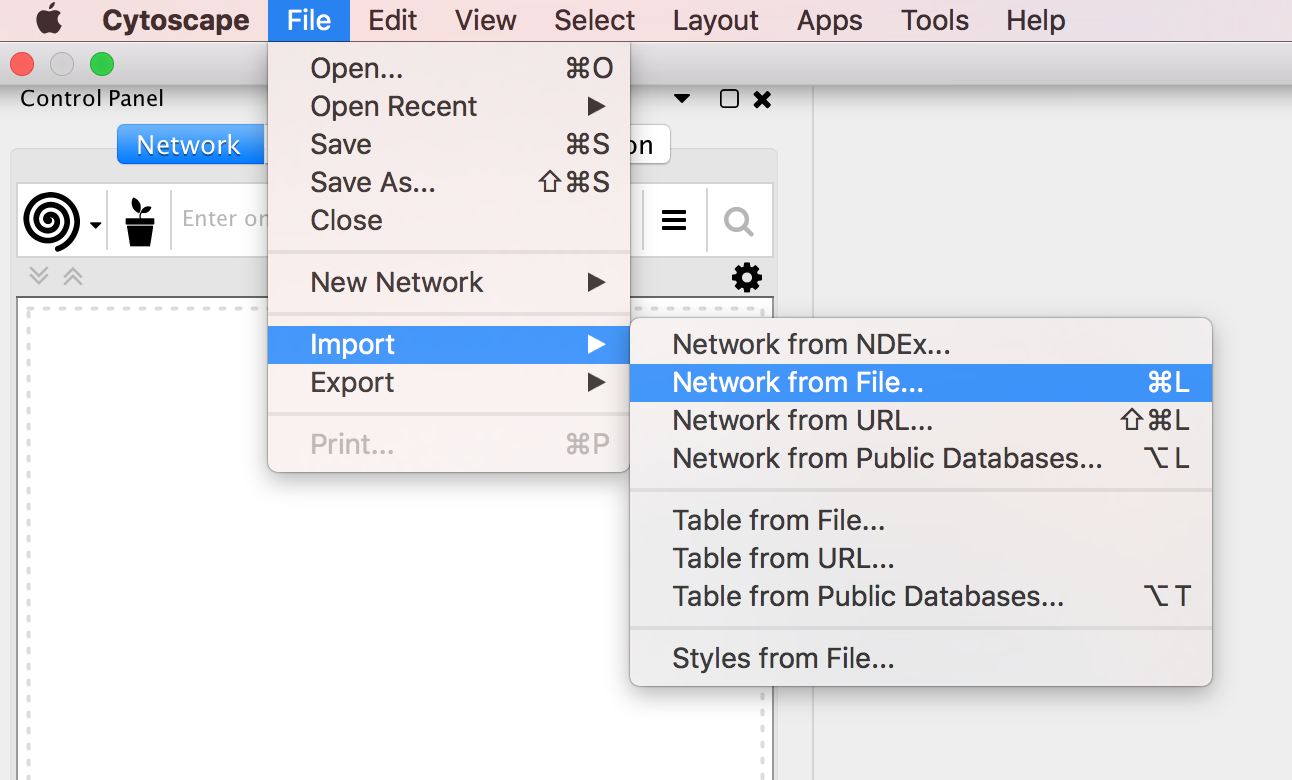 Cytoscape File Edit View Select Layout Apps Tools Help
Control Panel
Network
Enter
Open... ⌘O
Open Recent ▶
Save ⌘S
Save As... ⇧⌘S
Close
New Network ▶
Import ▶
Export ▶
Print... ⌘P
Network from NDEx...
Network from File... ⌘L
Network from URL... ⇧⌘L
Network from Public Databases... ⌥L
Table from File...
Table from URL...
Table from Public Databases... ⌥T
Styles from File...